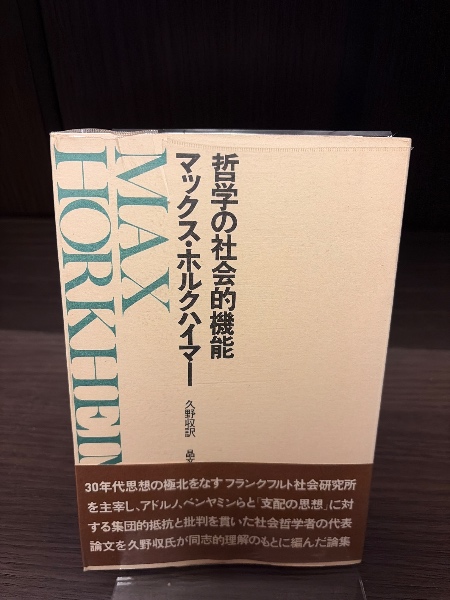 哲学の社会的機能
マックス・ホルクハイマー
久野収訳 晶文
MAX
HORKHEIM
30年代思想の極北をなすフランクフルト社会研究所
を主宰し、アドルノ、ベンヤミンらと「支配の思想」に対
する集団的抵抗と批判を貫いた社会哲学者の代表
論文を久野収氏が同志的理解のもとに編んだ論集